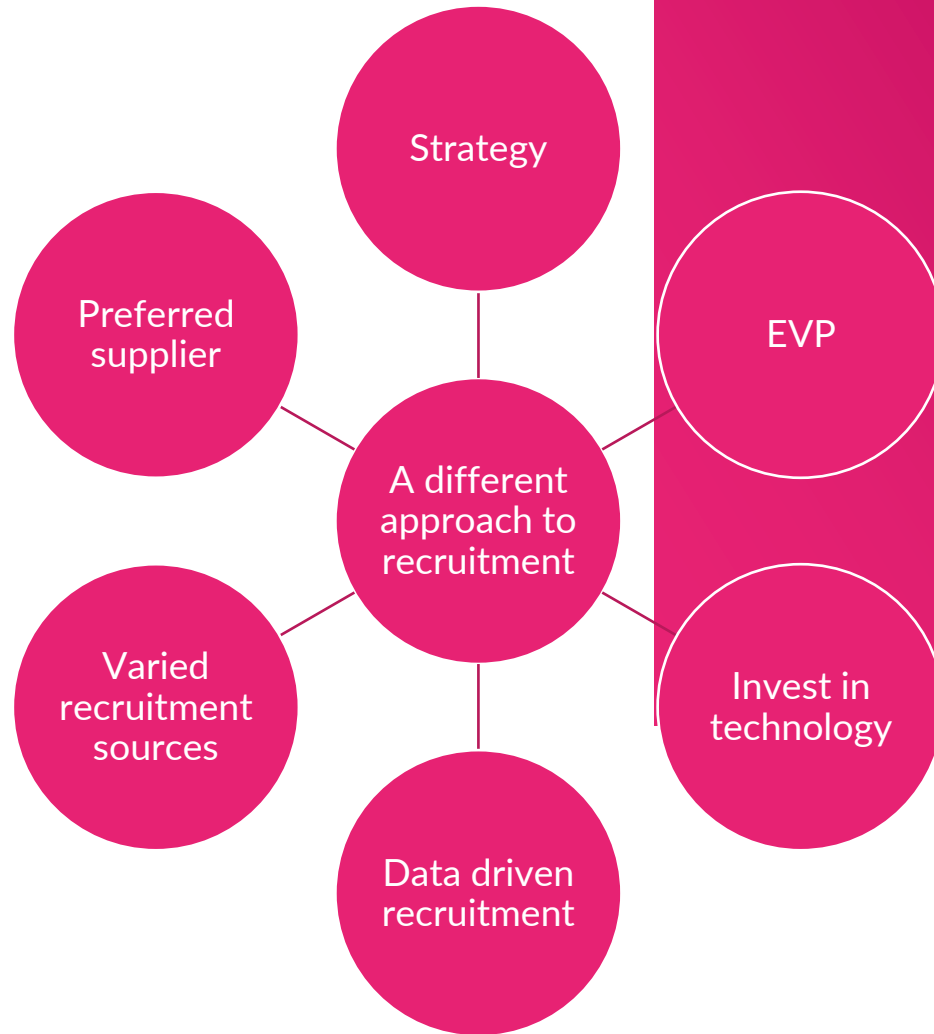 Strategy
EVP
Preferred
supplier
A different
approach to
recruitment
Varied
recruitment
sources
Invest in
technology
Data driven
recruitment